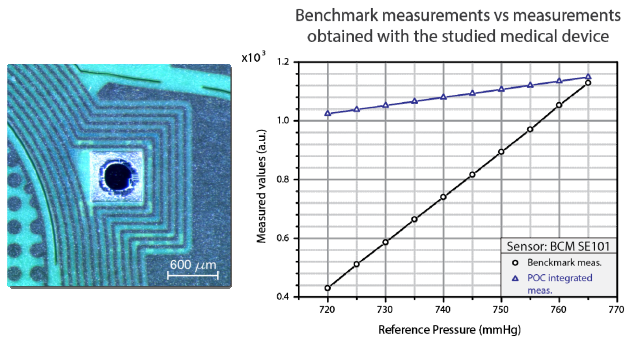 Benchmark measurements vs measurements
obtained with the studied medical device
x10³
1.2
1.0
0.8
0.6
0.4
Measured values (a.u.)
720 730 740 750 760 770
Reference Pressure (mmHg)
Sensor: BCM SE101
Benckmark meas.
POC integrated
meas.
600 μm